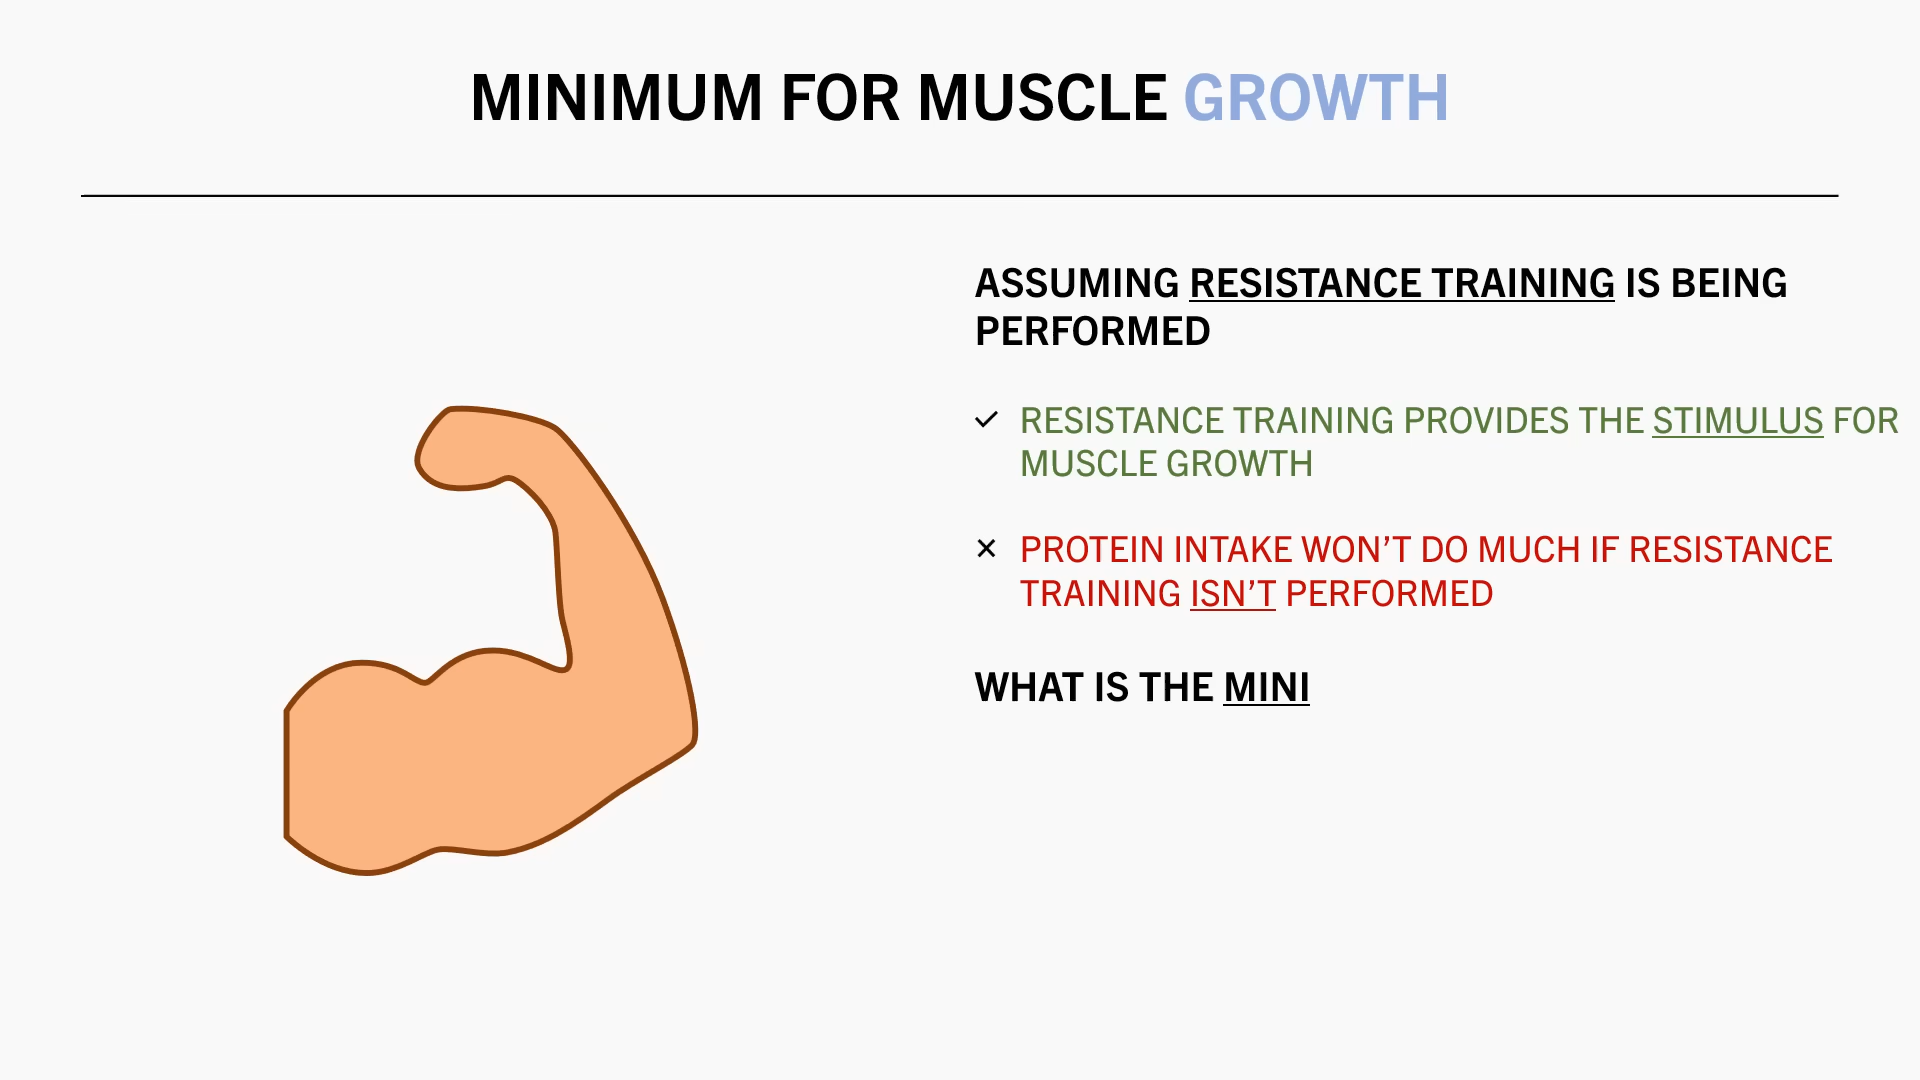 MINIMUM FOR MUSCLE GROWTH
ASSUMING RESISTANCE TRAINING IS BEING
PERFORMED
RESISTANCE TRAINING PROVIDES THE STIMULUS FOR
MUSCLE GROWTH
PROTEIN INTAKE WON’T DO MUCH IF RESISTANCE
TRAINING ISN’T PERFORMED
WHAT IS THE MINI